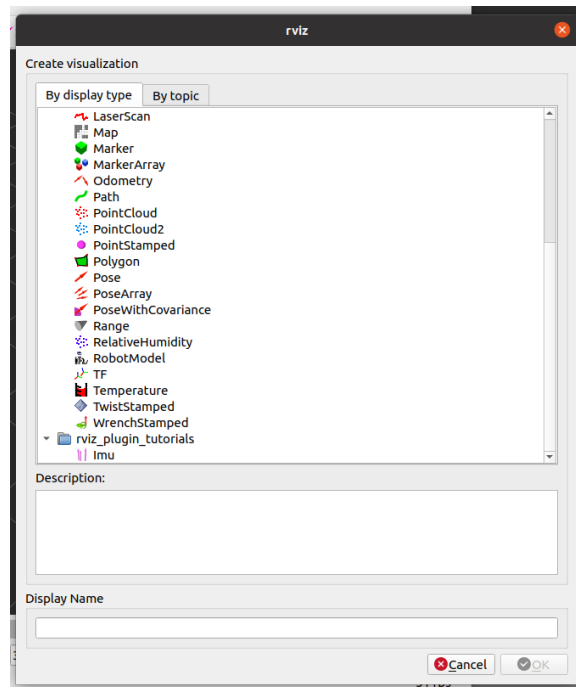 rviz
Create visualization
By display type By topic
LaserScan
Map
Marker
MarkerArray
Odometry
Path
PointCloud
PointCloud2
PointStamped
Polygon
Pose
PoseArray
PoseWithCovariance
Range
RelativeHumidity
RobotModel
TF
Temperature
TwistStamped
WrenchStamped
rviz_plugin_tutorials
Imu
Description:
Display Name
Cancel OK